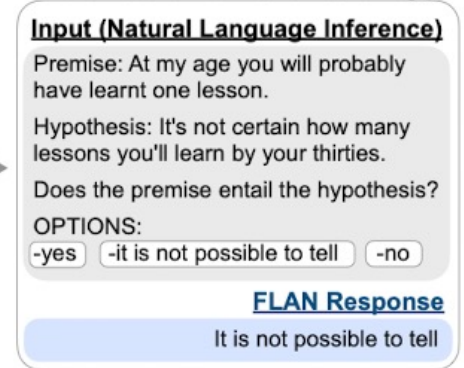 Input (Natural Language Inference)
Premise: At my age you will probably
have learnt one lesson.
Hypothesis: It's not certain how many
lessons you'll learn by your thirties.
Does the premise entail the hypothesis?
OPTIONS:
-yes -it is not possible to tell -no
FLAN Response
It is not possible to tell